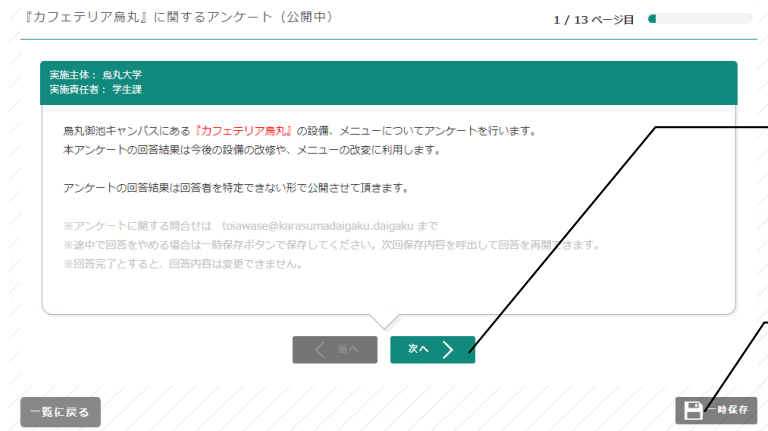 『カフェテリア烏丸』に関するアンケート（公開中）
1 / 13 ページ目
実施主体： 烏丸大学
実施責任者： 学生課
烏丸御池キャンパスにある『カフェテリア烏丸』の設備、メニューについてアンケートを行います。
本アンケートの回答結果は今後の設備の改修や、メニューの改変に利用します。
アンケートの回答結果は回答者を特定できない形で公開させて頂きます。
※アンケートに関する問合せは　toiawase@karasumadaigaku.daigaku まで
※途中で回答をやめる場合は一時保存ボタンで保存してください。次回保存内容を呼出して回答を再開できます。
※回答完了とすると、回答内容は変更できません。
前へ
次へ
一覧に戻る
一時保存